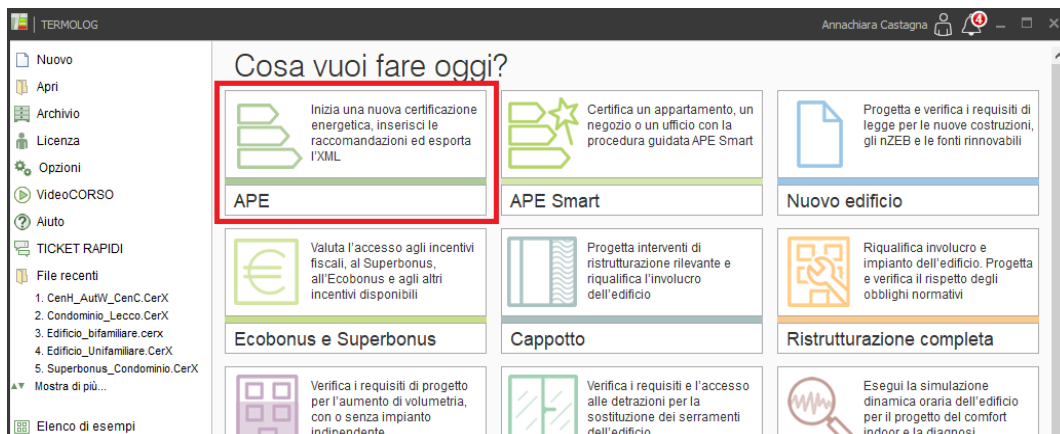 TERMOLOG
Annachiara Castagna
4
Nuovo
Apri
Archivio
Licenza
Opzioni
VideoCORSO
Aiuto
TICKET RAPIDI
File recenti
1. CenH_AutW_CenC.CerX
2. Condominio_Lecco.CerX
3. Edificio_bifamiliare.cerx
4. Edificio_Unifamiliare.CerX
5. Superbonus_Condominio.CerX
Mostra di più...
Elenco di esempi
Cosa vuoi fare oggi?
Inizia una nuova certificazione
energetica, inserisci le
raccomandazioni ed esporta
l'XML
APE
Certifica un appartamento, un
negozio o un ufficio con la
procedura guidata APE Smart
APE Smart
Progetta e verifica i requisiti di
legge per le nuove costruzioni,
gli nZEB e le fonti rinnovabili
Nuovo edificio
Valuta l'accesso agli incentivi
fiscali, al Superbonus,
all'Ecobonus e agli altri
incentivi disponibili
Ecobonus e Superbonus
Progetta interventi di
ristrutturazione rilevante e
riqualifica l'involucro
dell'edificio
Cappotto
Riqualifica involucro e
impianto dell'edificio. Progetta
e verifica il rispetto degli
obblighi normativi
Ristrutturazione completa
Verifica i requisiti di progetto
per l'aumento di volumetria,
con o senza impianto
indipendente
Verifica i requisiti e l'accesso
alle detrazioni per la
sostituzione dei serramenti
dell'edificio
Esegui la simulazione
dinamica oraria dell'edificio
per il progetto del comfort
indoor e la diagnosi